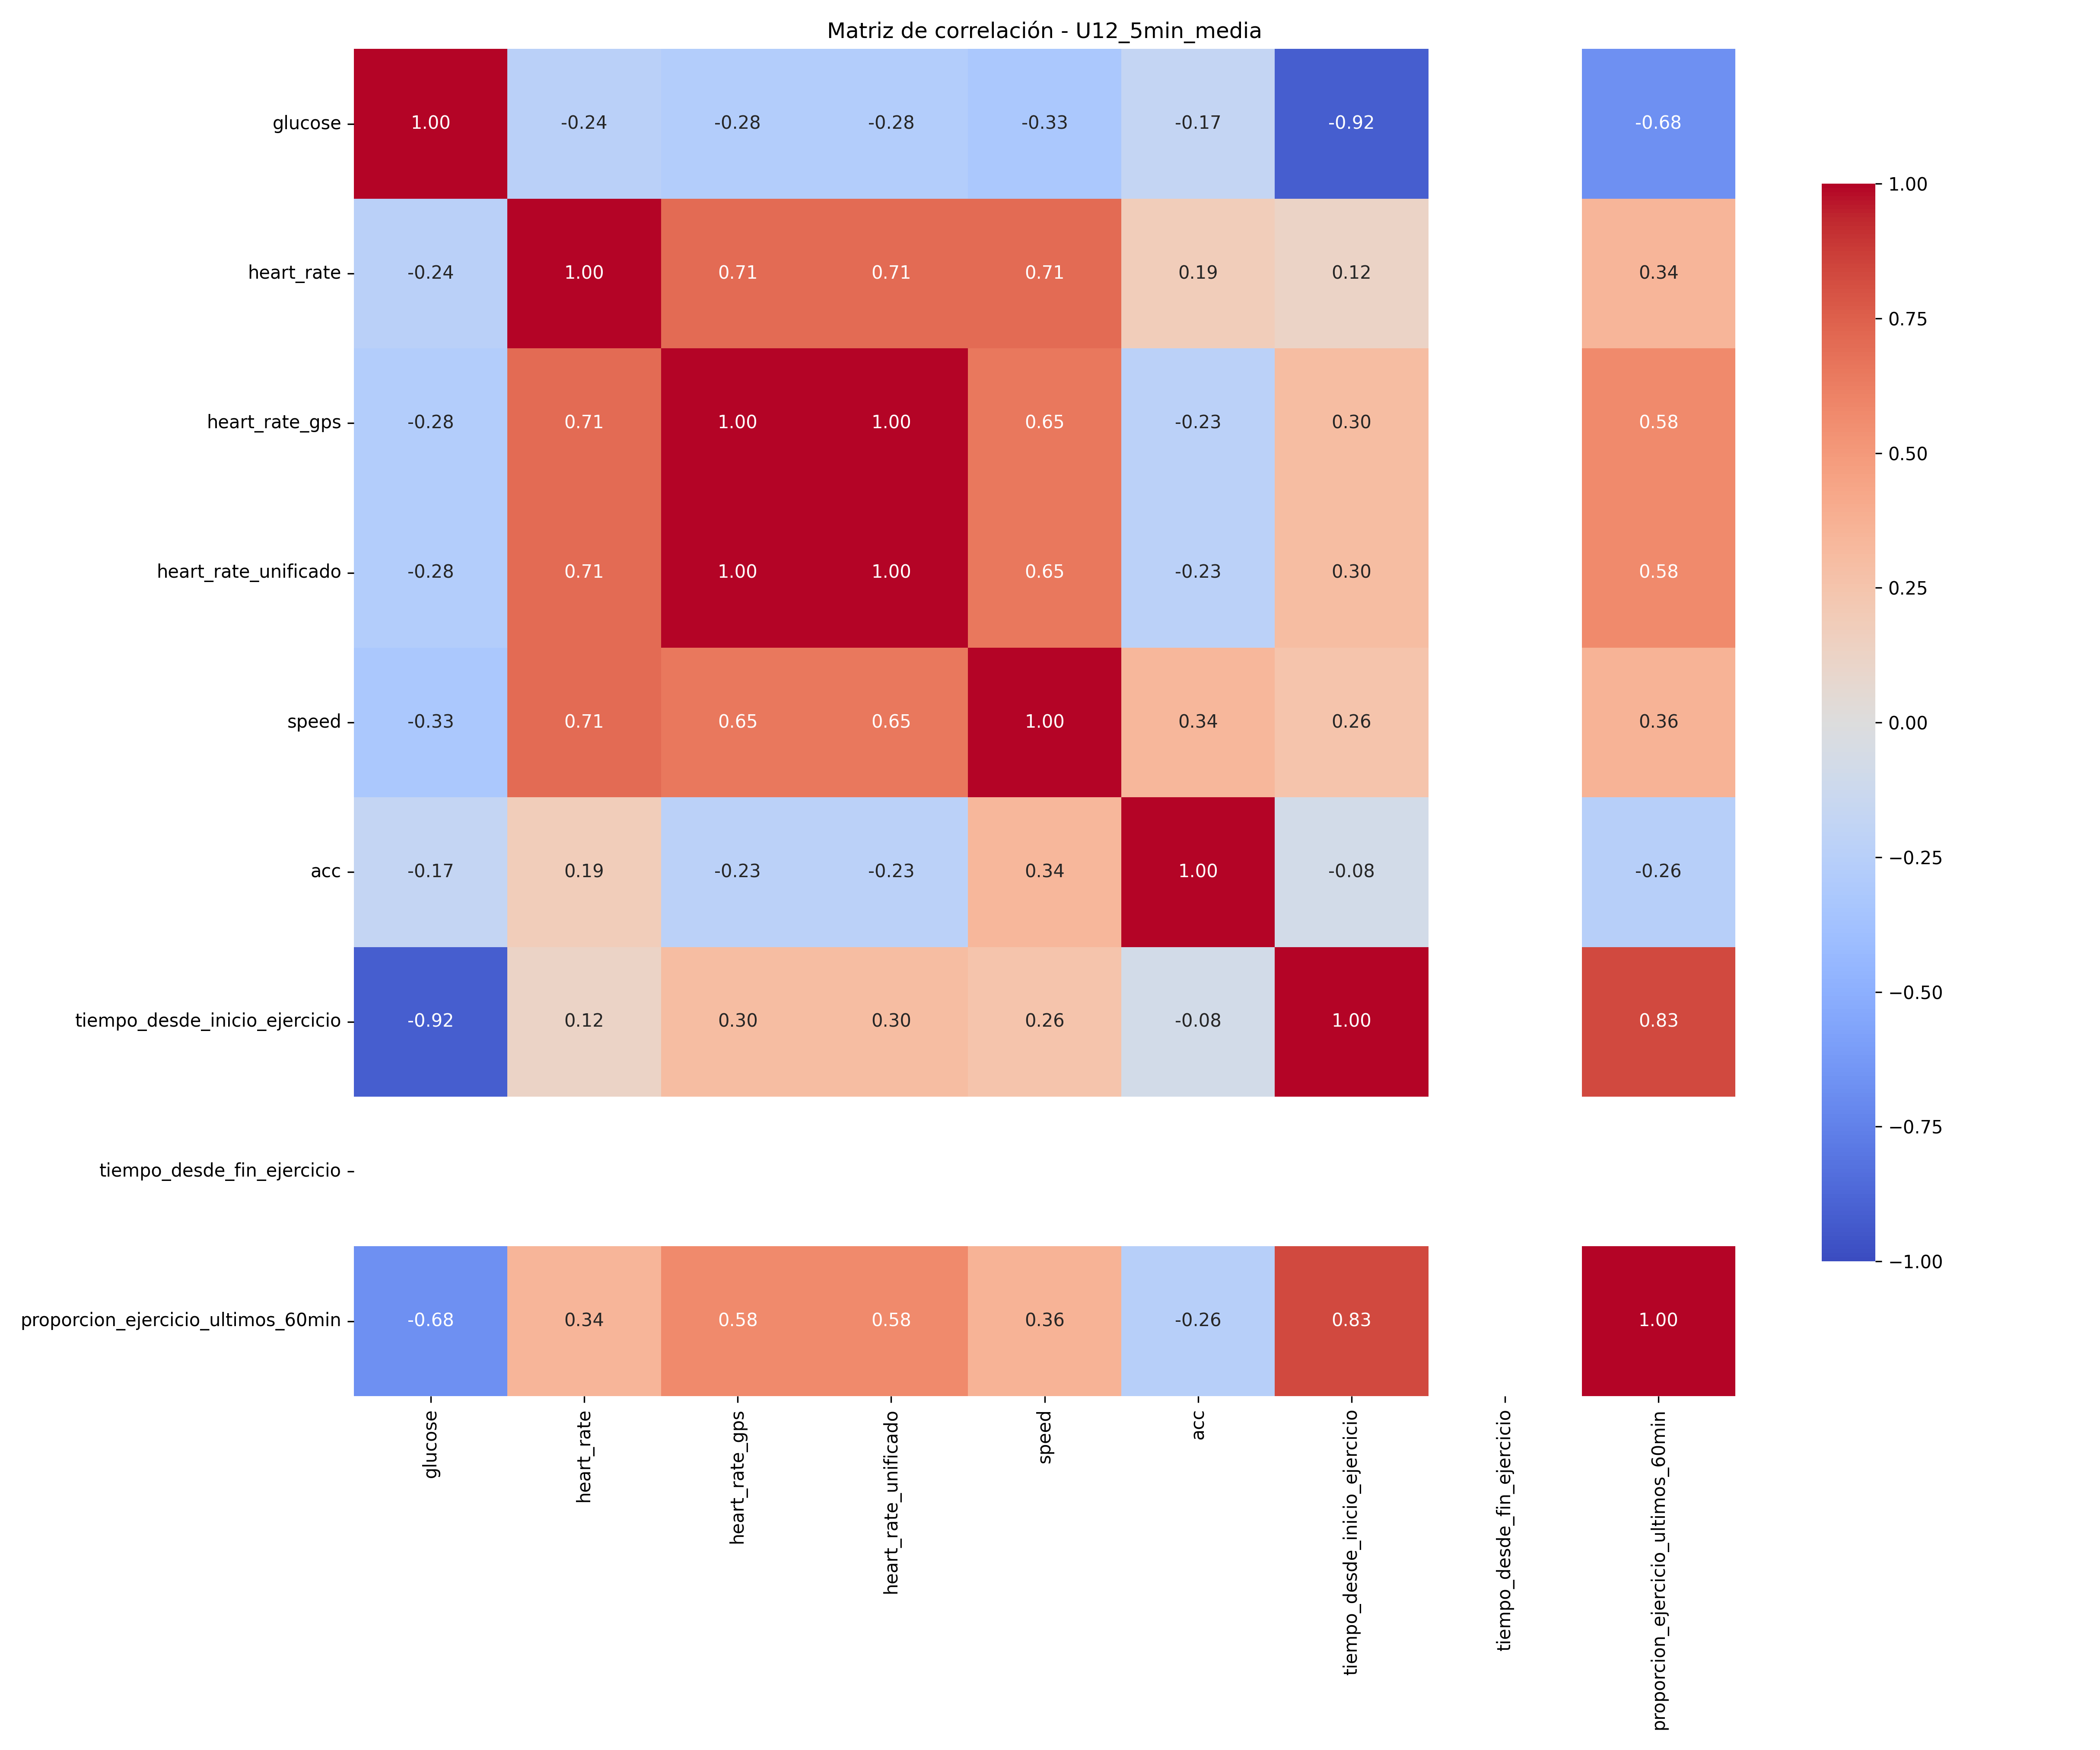 Matriz de correlación - U12_5min_media
glucose 1.00 -0.24 -0.28 -0.28 -0.33 -0.17 -0.92 -0.68
heart_rate -0.24 1.00 0.71 0.71 0.71 0.19 0.12 0.34
heart_rate_gps -0.28 0.71 1.00 1.00 0.65 -0.23 0.30 0.58
heart_rate_unificado -0.28 0.71 1.00 1.00 0.65 -0.23 0.30 0.58
speed -0.33 0.71 0.65 0.65 1.00 0.34 0.26 0.36
acc -0.17 0.19 -0.23 -0.23 0.34 1.00 -0.08 -0.26
tiempo_desde_inicio_ejercicio -0.92 0.12 0.30 0.30 0.26 -0.08 1.00 0.83
tiempo_desde_fin_ejercicio
proporcion_ejercicio_ultimos_60min -0.68 0.34 0.58 0.58 0.36 -0.26 0.83 1.00
glucose
heart_rate
heart_rate_gps
heart_rate_unificado
speed
acc
tiempo_desde_inicio_ejercicio
tiempo_desde_fin_ejercicio
proporcion_ejercicio_ultimos_60min
1.00
0.75
0.50
0.25
0.00
−0.25
−0.50
−0.75
−1.00